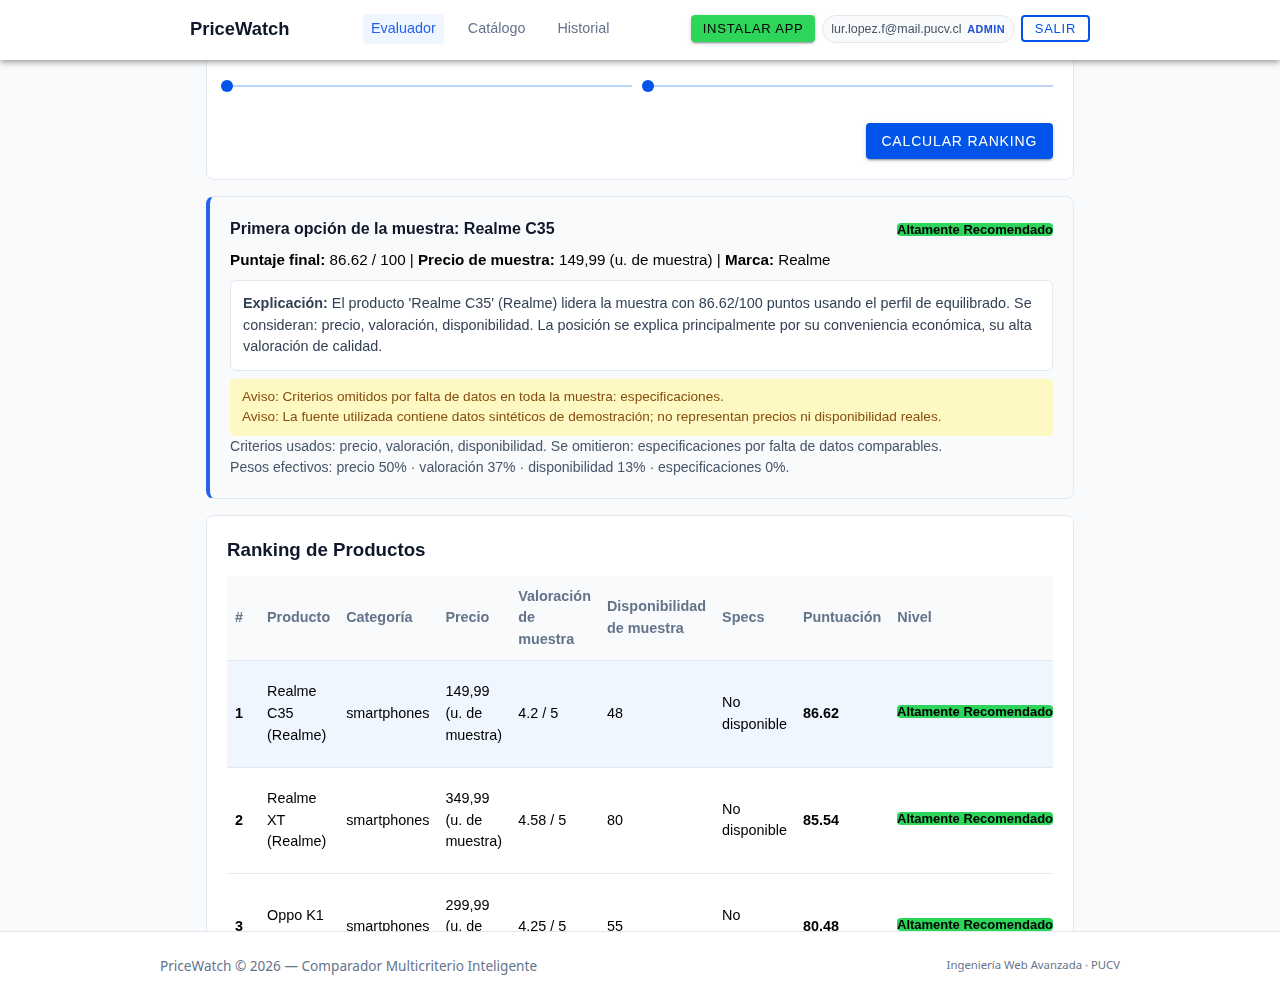 PriceWatch
Evaluador
Catálogo
Historial
INSTALAR APP
lur.lopez.f@mail.pucv.cl ADMIN
SALIR
CALCULAR RANKING
Primera opción de la muestra: Realme C35
Altamente Recomendado
Puntaje final: 86.62 / 100 | Precio de muestra: 149,99 (u. de muestra) | Marca: Realme
Explicación: El producto 'Realme C35' (Realme) lidera la muestra con 86.62/100 puntos usando el perfil de equilibrado. Se
consideran: precio, valoración, disponibilidad. La posición se explica principalmente por su conveniencia económica, su alta
valoración de calidad.
Aviso: Criterios omitidos por falta de datos en toda la muestra: especificaciones.
Aviso: La fuente utilizada contiene datos sintéticos de demostración; no representan precios ni disponibilidad reales.
Criterios usados: precio, valoración, disponibilidad. Se omitieron: especificaciones por falta de datos comparables.
Pesos efectivos: precio 50% · valoración 37% · disponibilidad 13% · especificaciones 0%.
Ranking de Productos
#
Producto
Categoría
Precio
Valoración
de
muestra
Disponibilidad
de muestra
Specs
Puntuación
Nivel
1
Realme
C35
(Realme)
smartphones
149,99
(u. de
muestra)
4.2 / 5
48
No
disponible
86.62
Altamente Recomendado
2
Realme
XT
(Realme)
smartphones
349,99
(u. de
muestra)
4.58 / 5
80
No
disponible
85.54
Altamente Recomendado
3
Oppo K1
smartphones
299,99
(u. de
4.25 / 5
55
No
80.48
Altamente Recomendado
PriceWatch © 2026 — Comparador Multicriterio Inteligente
Ingeniería Web Avanzada · PUCV